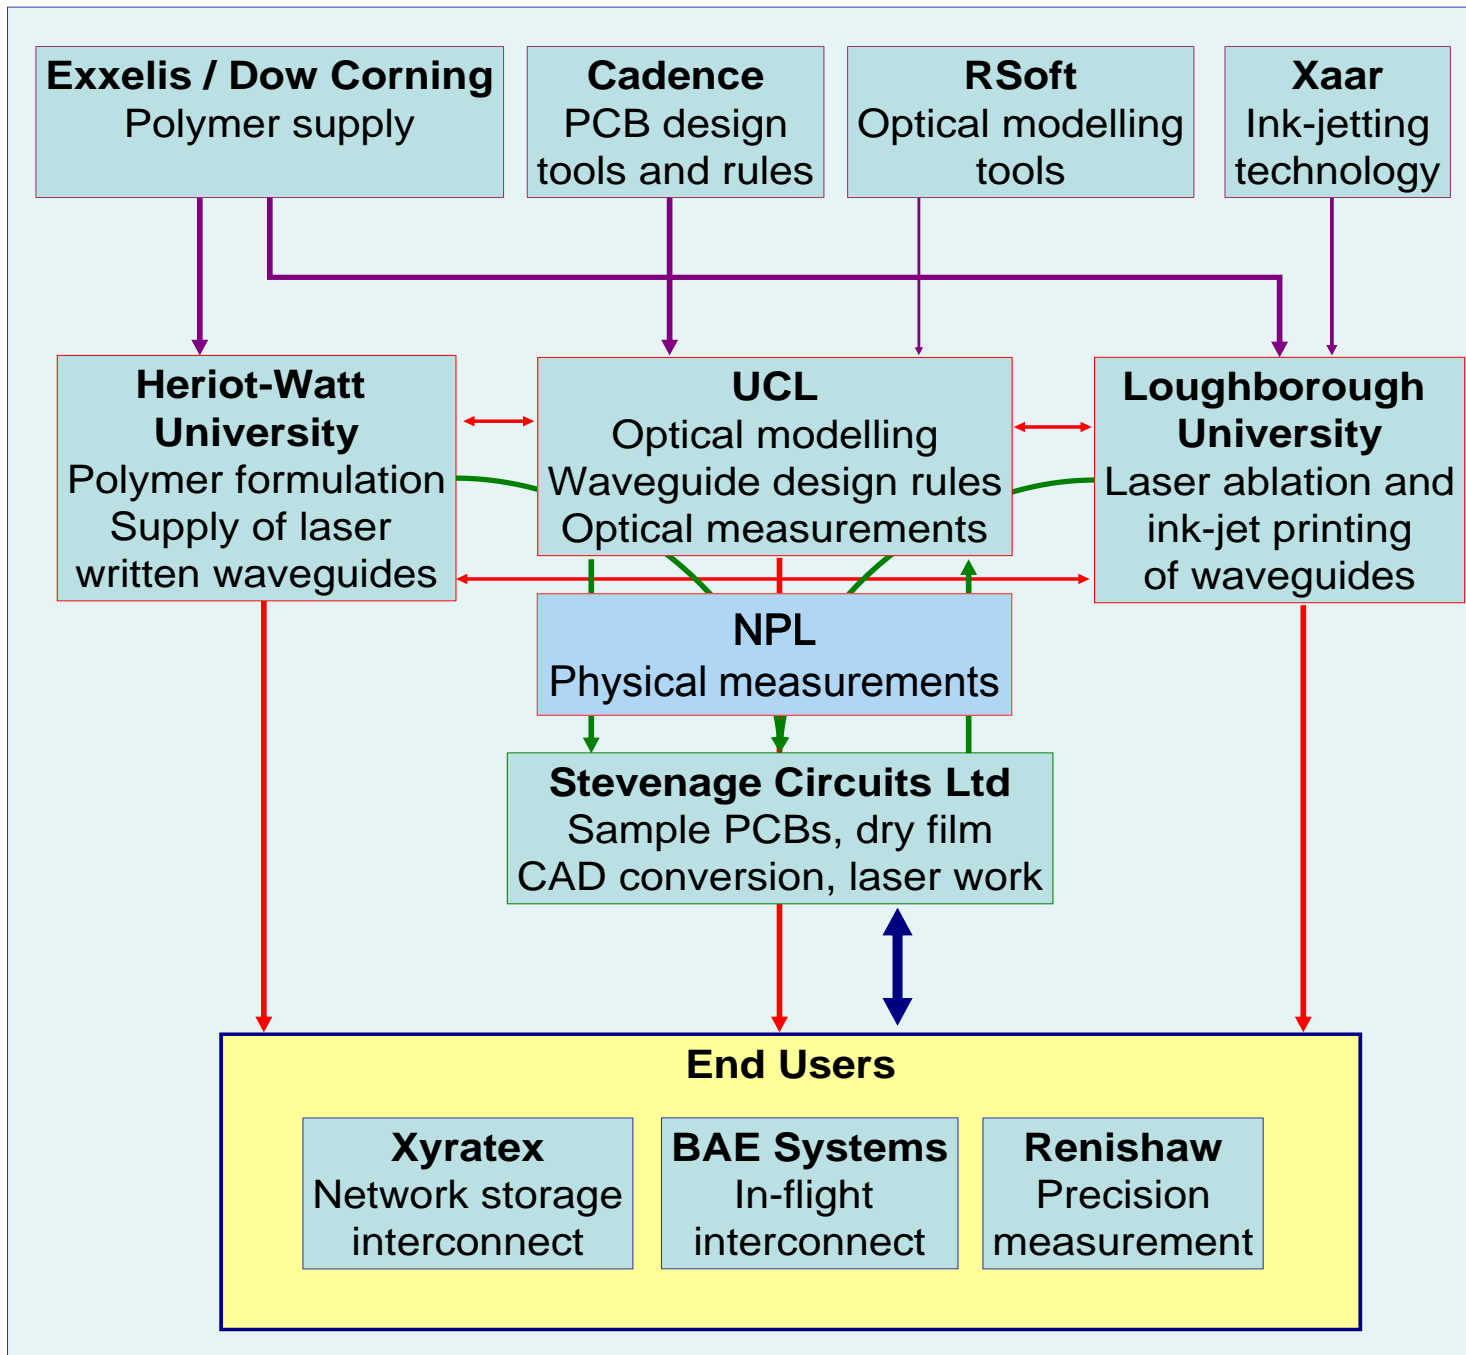 Exxelis / Dow Corning
Polymer supply
Cadence
PCB design
tools and rules
RSoft
Optical modelling
tools
Xaar
Ink-jetting
technology
Heriot-Watt
University
Polymer formulation
Supply of laser
written waveguides
UCL
Optical modelling
Waveguide design rules
Optical measurements
Loughborough
University
Laser ablation and
ink-jet printing
of waveguides
NPL
Physical measurements
Stevenage Circuits Ltd
Sample PCBs, dry film
CAD conversion, laser work
End Users
Xyratex
Network storage
interconnect
BAE Systems
In-flight
interconnect
Renishaw
Precision
measurement